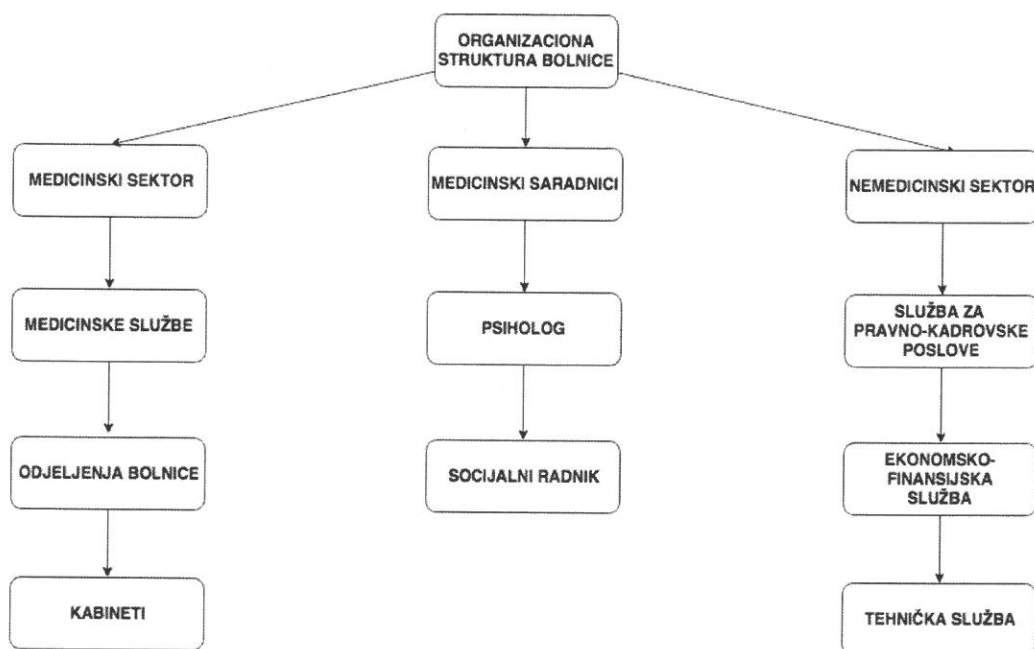 ORGANIZACIONA
STRUKTURA BOLNICE
MEDICINSKI SEKTOR
MEDICINSKI SARADNICI
NEMEDICINSKI SEKTOR
MEDICINSKE SLUŽBE
PSIHOLOG
SLUŽBA ZA
PRAVNO-KADROVSKE
POSLOVE
ODJELJENJA BOLNICE
SOCIJALNI RADNIK
EKONOMSKO-
FINANSIJSKA
SLUŽBA
KABINETI
TEHNIČKA SLUŽBA